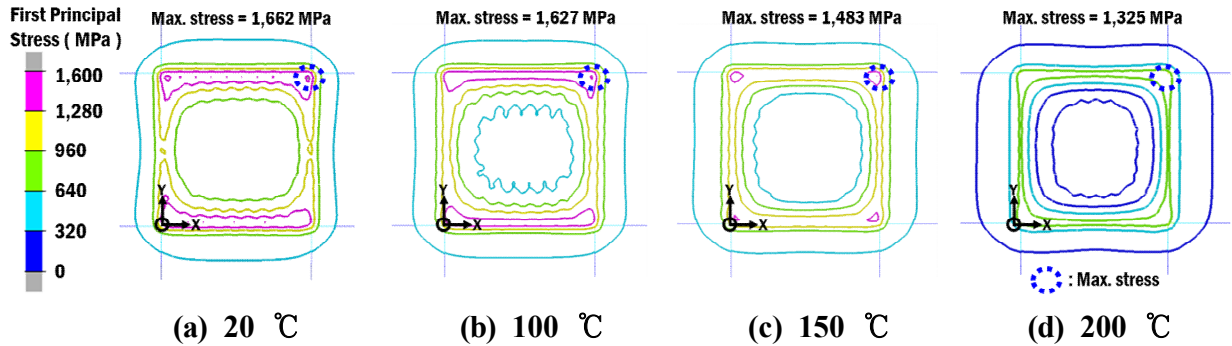 First Principal
Stress ( MPa )
1,600
1,280
960
640
320
0
Max. stress = 1,662 MPa
Y
X
(a) 20 ℃
Max. stress = 1,627 MPa
Y
X
(b) 100 ℃
Max. stress = 1,483 MPa
Y
X
(c) 150 ℃
Max. stress = 1,325 MPa
Y
X
: Max. stress
(d) 200 ℃